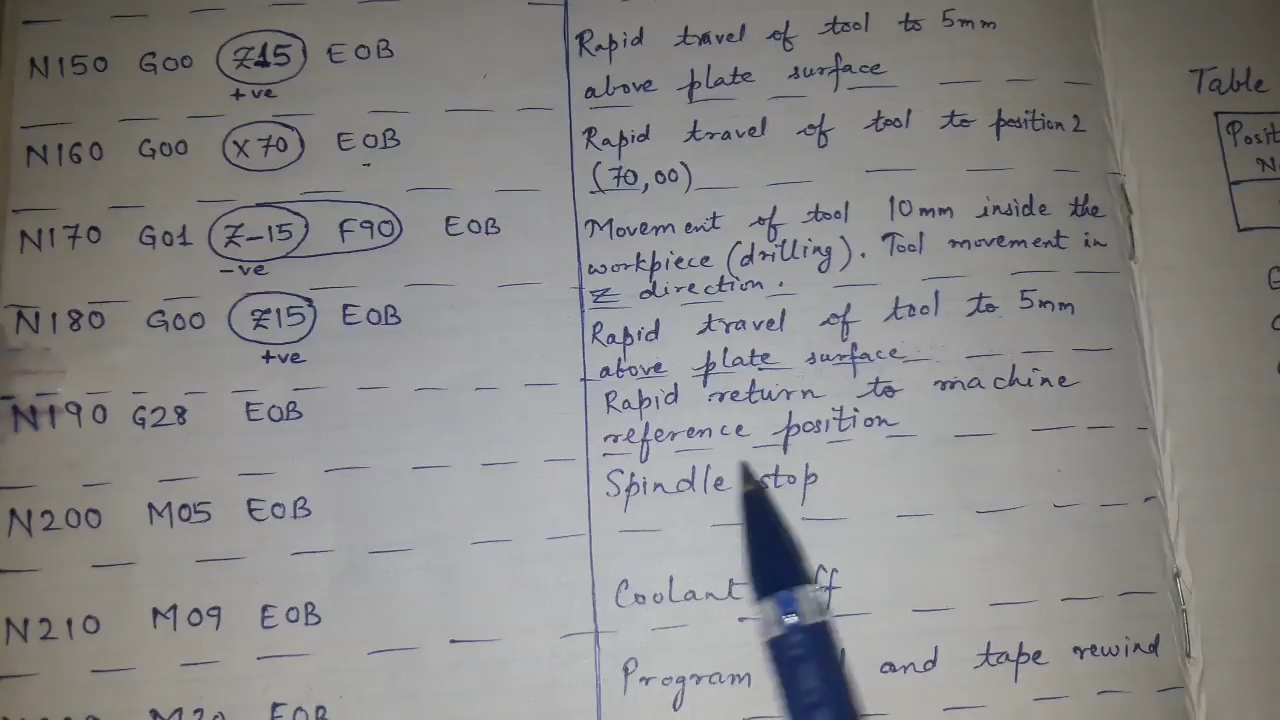 N150 G00 Z15 EOB
+ve
Rapid travel of tool to 5mm
above plate surface
N160 G00 X70 EOB
Rapid travel of tool to position 2
(70,00)
N170 G01 Z-15 F90 EOB
-ve
Movement of tool 10mm inside the
workpiece (drilling). Tool movement in
Z direction.
N180 G00 Z15 EOB
+ve
Rapid travel of tool to 5mm
above plate surface
N190 G28 EOB
Rapid return to machine
reference position
N200 M05 EOB
Spindle stop
N210 M09 EOB
Coolant
Program and tape rewind
EOB
Table